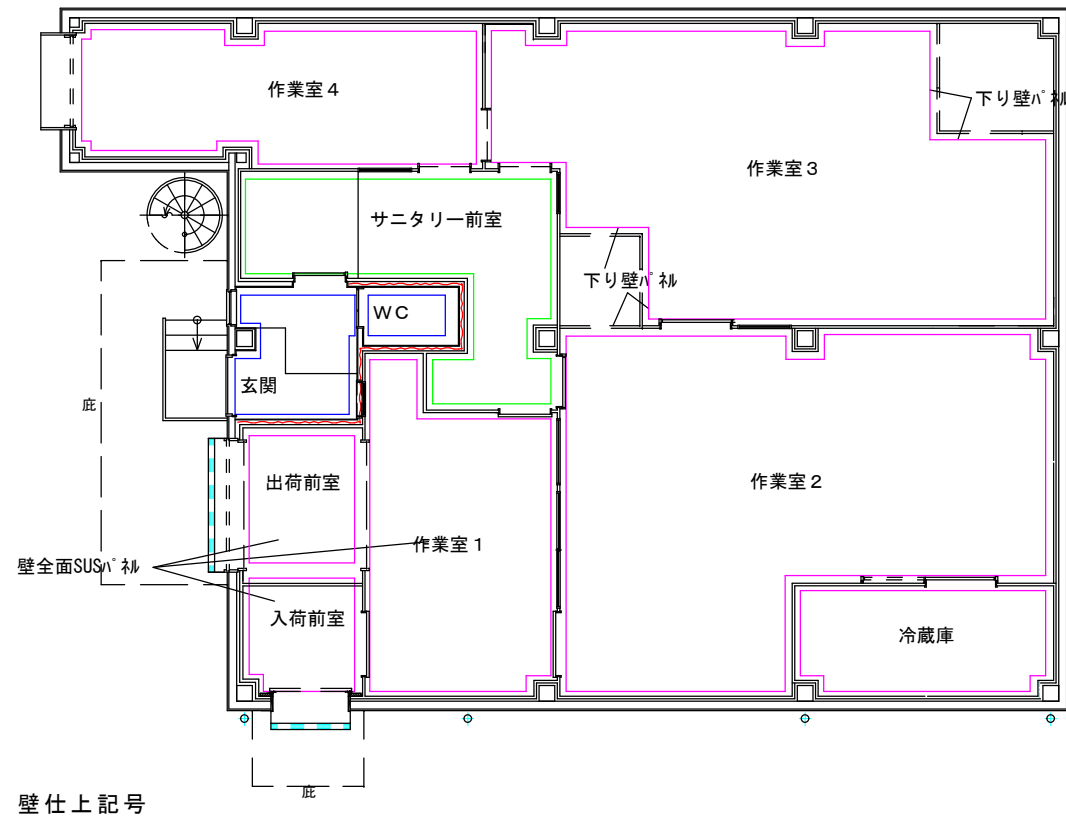 作業室４
下り壁ﾊﾟﾈﾙ
作業室３
サニタリー前室
下り壁ﾊﾟﾈﾙ
ＷＣ
玄関
庇
出荷前室
作業室２
作業室１
壁全面SUSﾊﾟﾈﾙ
入荷前室
冷蔵庫
庇
壁仕上記号